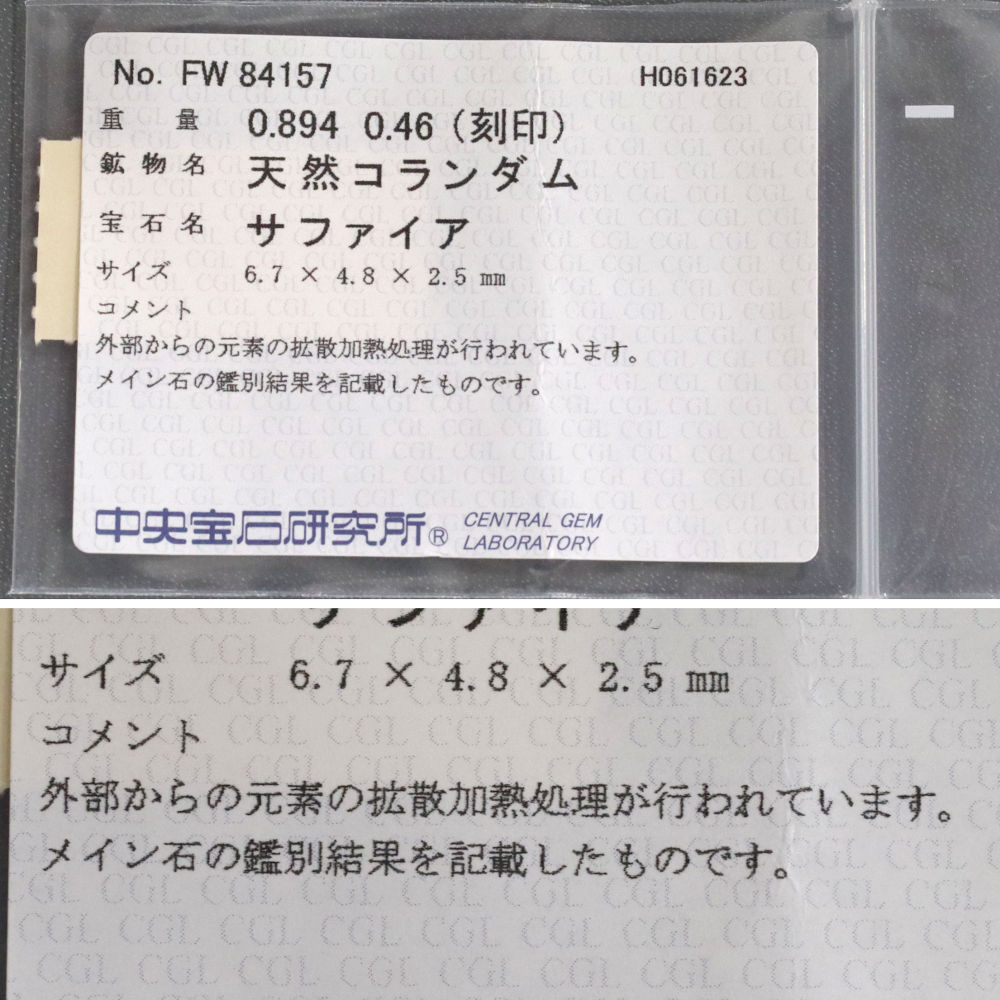 No. FW 84157 H061623
重量 0.894 0.46 (刻印)
鉱物名 天然コランダム
宝石名 サファイア
サイズ 6.7 × 4.8 × 2.5 mm
コメント
外部からの元素の拡散加熱処理が行われています。
メイン石の鑑別結果を記載したものです。
中央宝石研究所® CENTRAL GEM
LABORATORY
サファイア
サイズ 6.7 × 4.8 × 2.5 mm
コメント
外部からの元素の拡散加熱処理が行われています。
メイン石の鑑別結果を記載したものです。